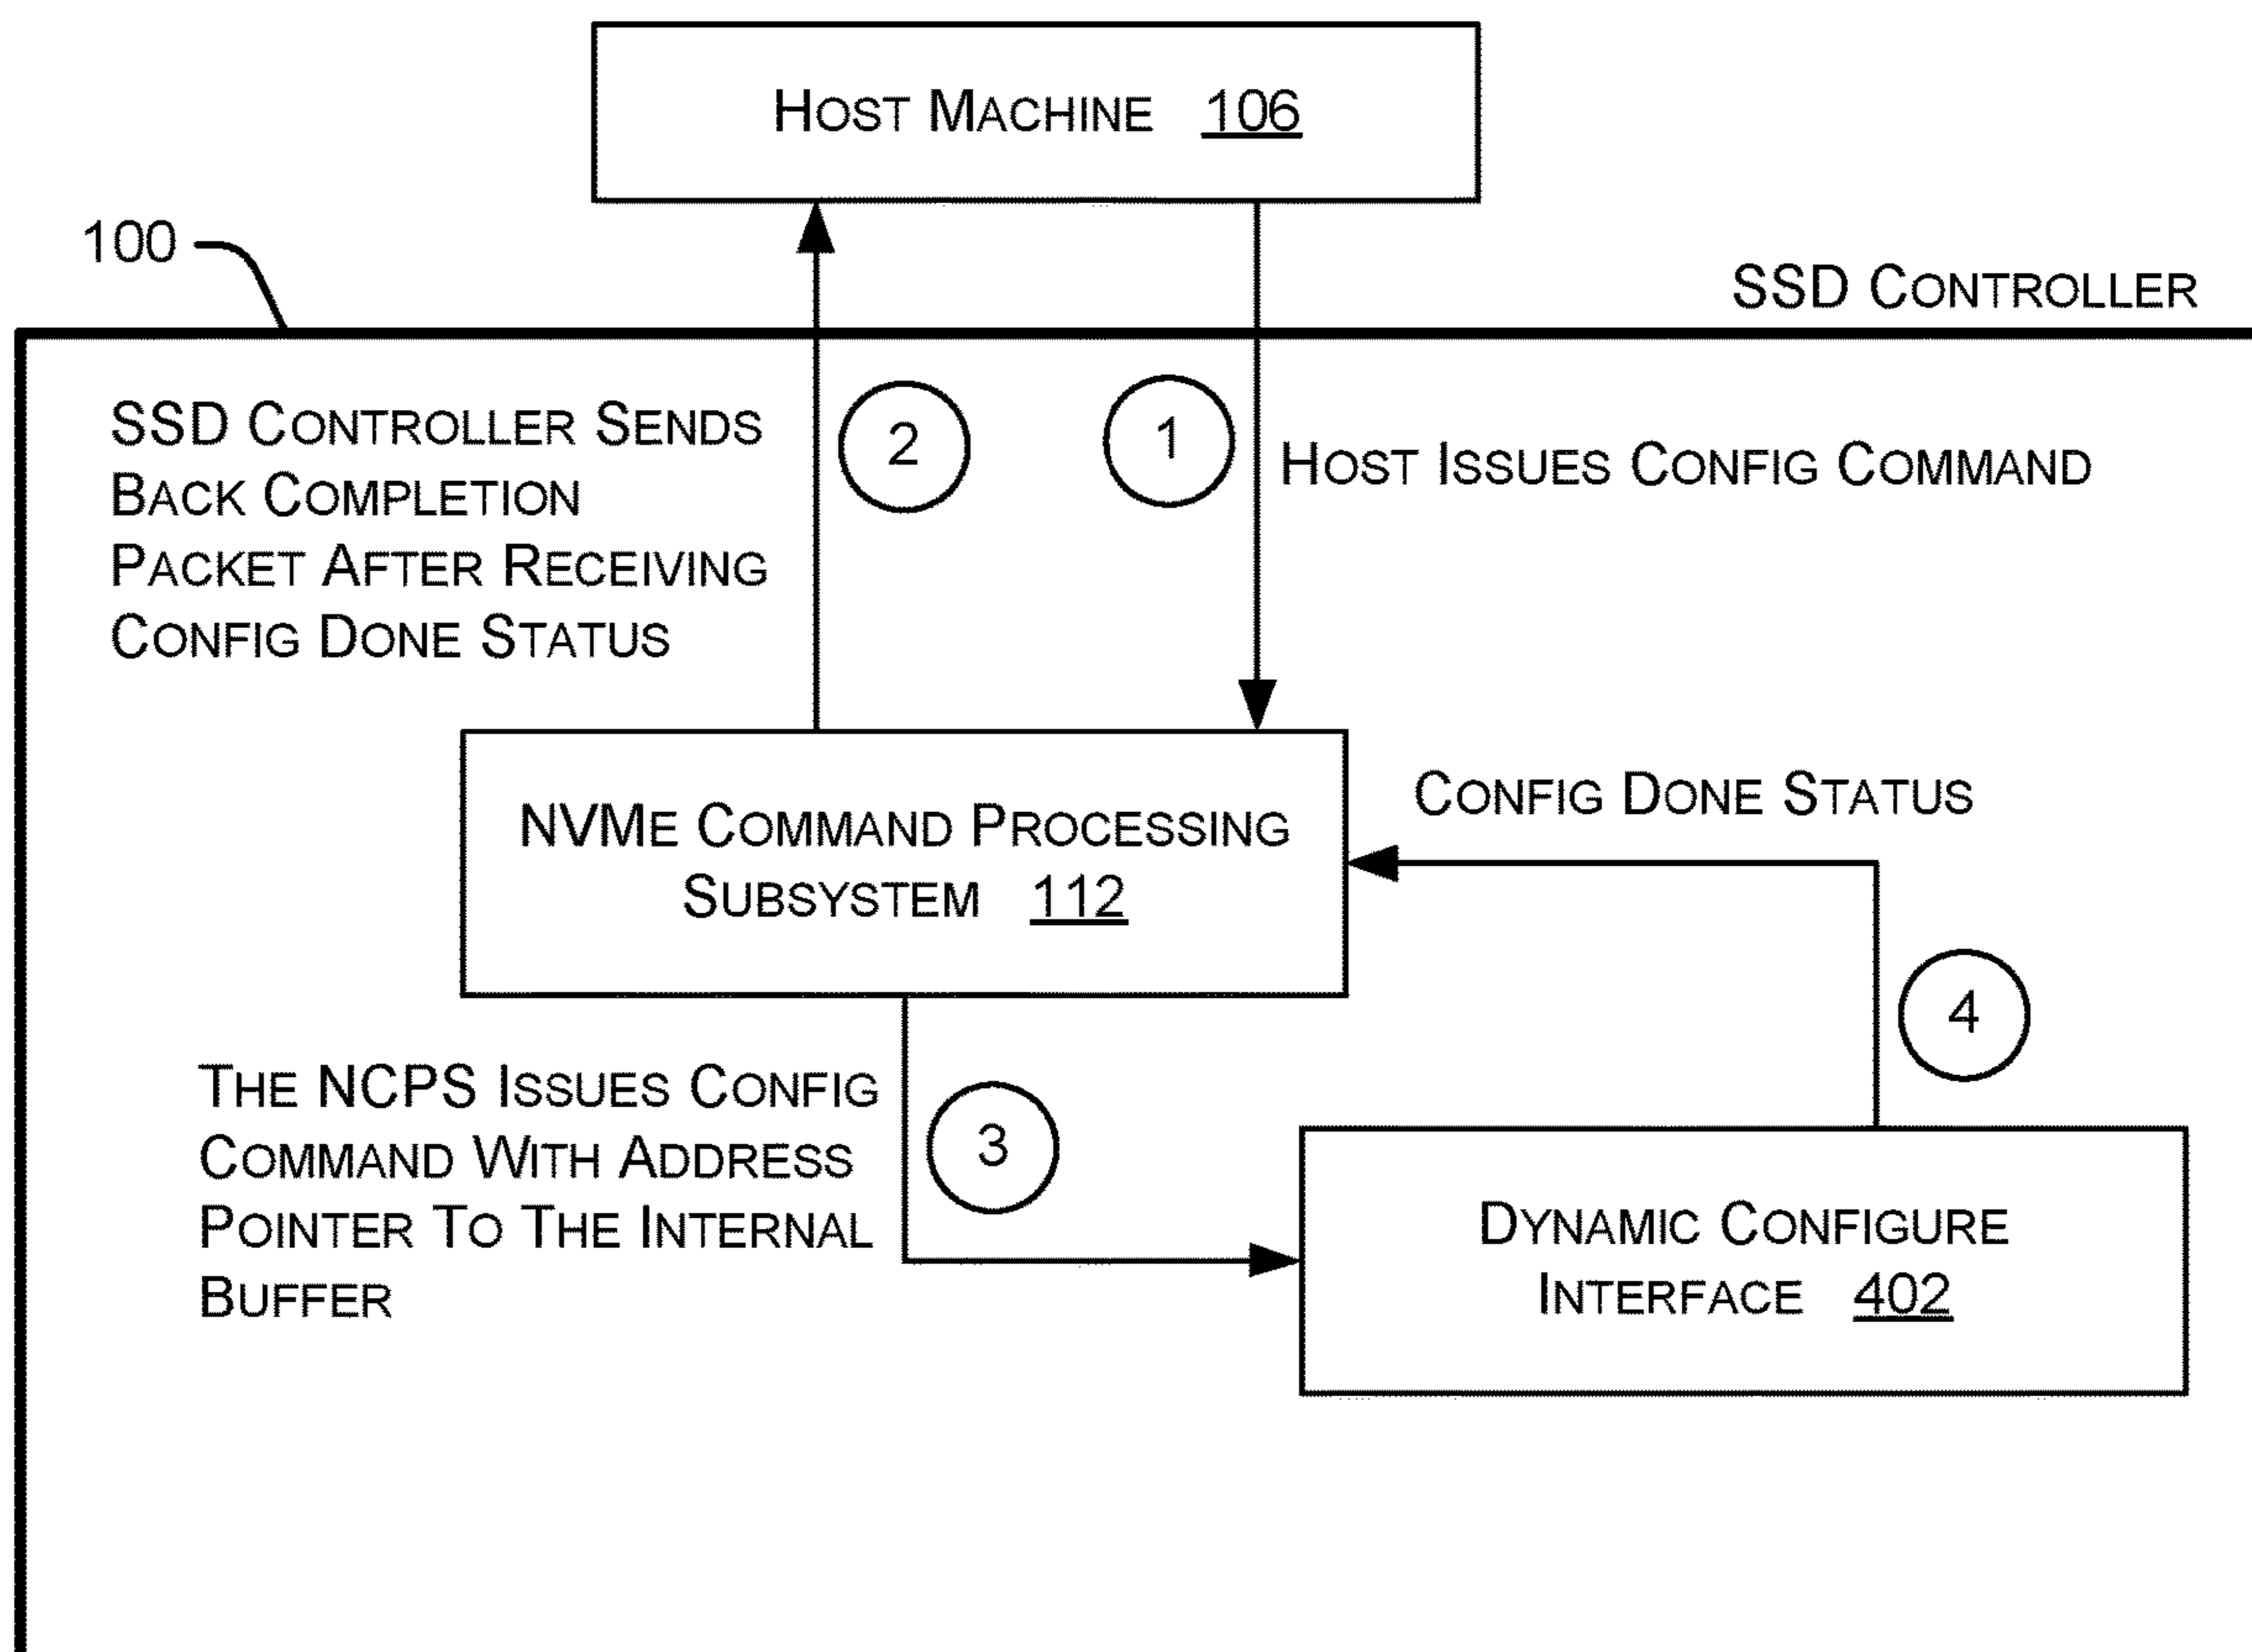 HOST MACHINE 106
100
SSD CONTROLLER
SSD CONTROLLER SENDS
BACK COMPLETION
PACKET AFTER RECEIVING
CONFIG DONE STATUS
2
1
HOST ISSUES CONFIG COMMAND
NVME COMMAND PROCESSING
SUBSYSTEM 112
CONFIG DONE STATUS
4
THE NCPS ISSUES CONFIG
COMMAND WITH ADDRESS
POINTER TO THE INTERNAL
BUFFER
3
DYNAMIC CONFIGURE
INTERFACE 402